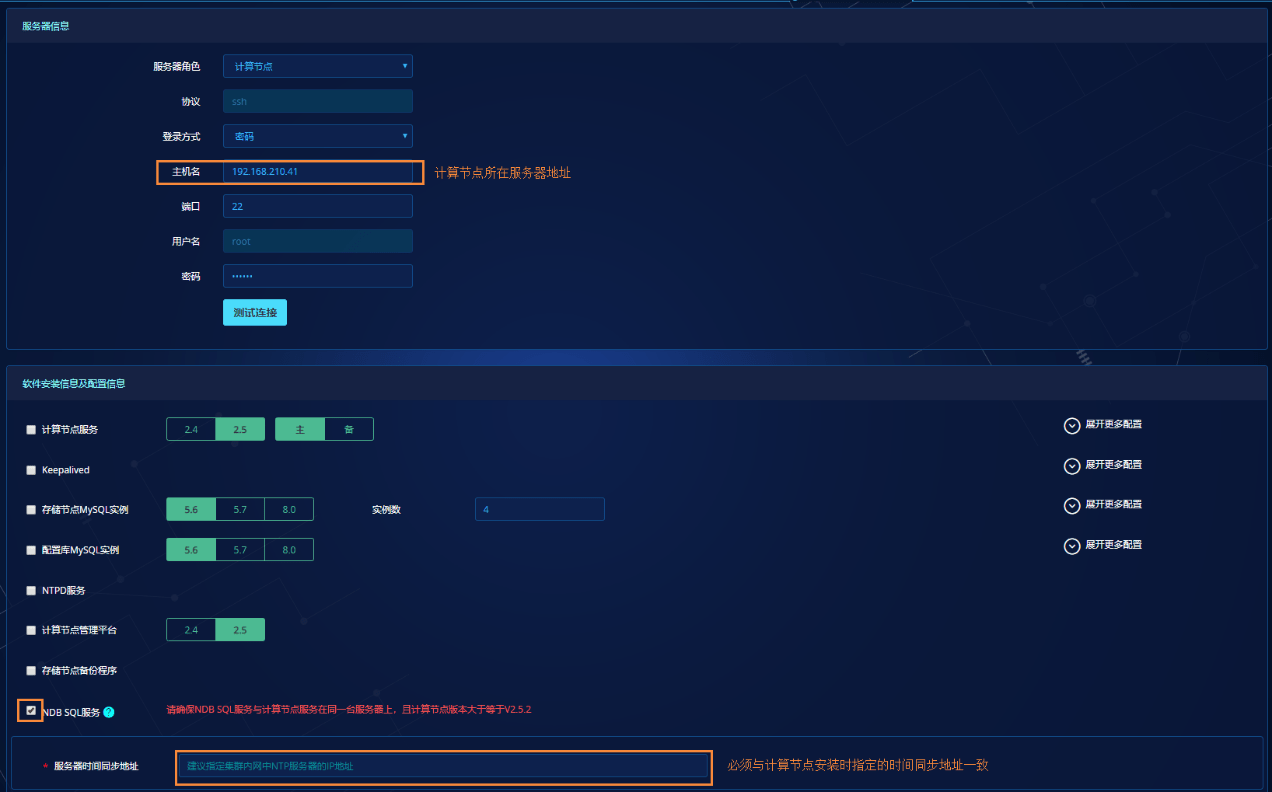 服务器信息
服务器角色 计算节点
协议 ssh
登录方式 密码
主机名 192.168.210.41 计算节点所在服务器地址
端口 22
用户名 root
密码 ••••••
测试连接
软件安装信息及配置信息
计算节点服务 2.4 2.5 主 备 展开更多配置
Keepalived 展开更多配置
存储节点MySQL实例 5.6 5.7 8.0 实例数 4 展开更多配置
配置库MySQL实例 5.6 5.7 8.0 展开更多配置
NTPD服务
计算节点管理平台 2.4 2.5
存储节点备份程序
NDB SQL服务 ? 请确保NDB SQL服务与计算节点服务在同一台服务器上，且计算节点版本大于等于V2.5.2
* 服务器时间同步地址 建议指定集群内网中NTP服务器的IP地址 必须与计算节点安装时指定的时间同步地址一致